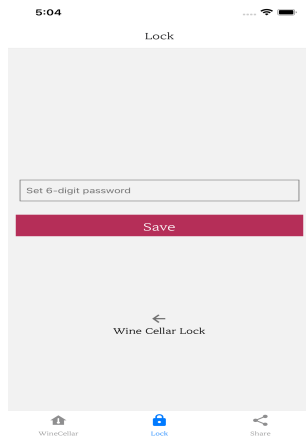 5:04
Lock
Set 6-digit password
Save
Wine Cellar Lock
WineCellar
Lock
Share